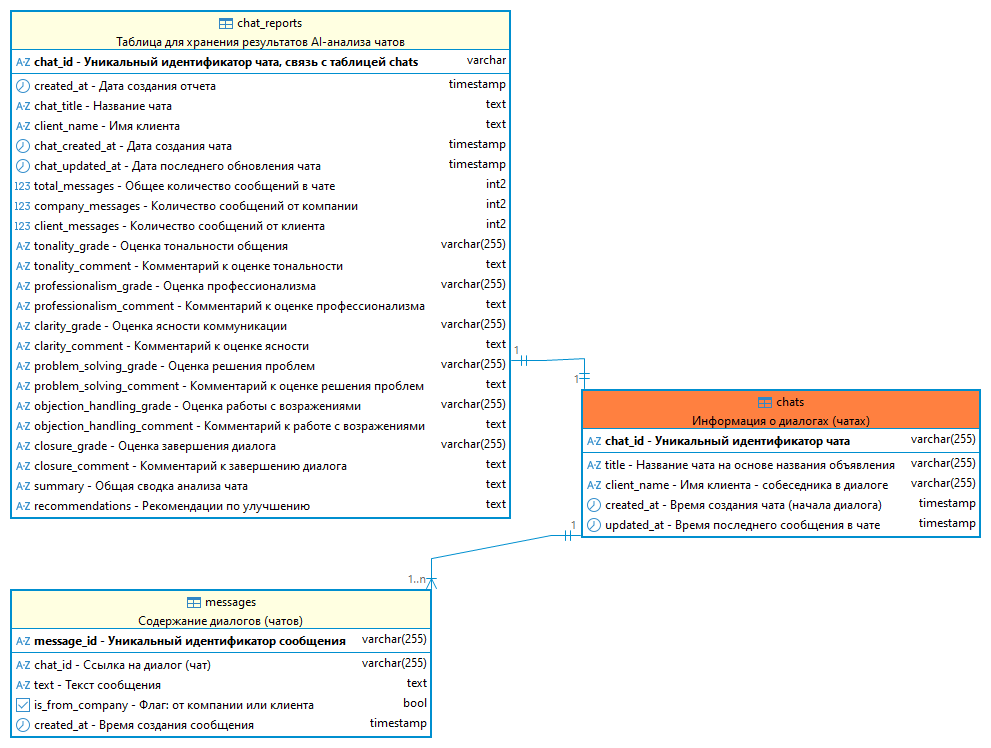 chat_reports
Таблица для хранения результатов AI-анализа чатов
A-Z chat_id - Уникальный идентификатор чата, связь с таблицей chats varchar
created_at - Дата создания отчета timestamp
A-Z chat_title - Название чата text
A-Z client_name - Имя клиента text
chat_created_at - Дата создания чата timestamp
chat_updated_at - Дата последнего обновления чата timestamp
123 total_messages - Общее количество сообщений в чате int2
123 company_messages - Количество сообщений от компании int2
123 client_messages - Количество сообщений от клиента int2
A-Z tonality_grade - Оценка тональности общения varchar(255)
A-Z tonality_comment - Комментарий к оценке тональности text
A-Z professionalism_grade - Оценка профессионализма varchar(255)
A-Z professionalism_comment - Комментарий к оценке профессионализма text
A-Z clarity_grade - Оценка ясности коммуникации varchar(255)
A-Z clarity_comment - Комментарий к оценке ясности text
A-Z problem_solving_grade - Оценка решения проблем varchar(255)
A-Z problem_solving_comment - Комментарий к оценке решения проблем text
A-Z objection_handling_grade - Оценка работы с возражениями varchar(255)
A-Z objection_handling_comment - Комментарий к работе с возражениями text
A-Z closure_grade - Оценка завершения диалога varchar(255)
A-Z closure_comment - Комментарий к завершению диалога text
A-Z summary - Общая сводка анализа чата text
A-Z recommendations - Рекомендации по улучшению text
1
1
chats
Информация о диалогах (чатах)
A-Z chat_id - Уникальный идентификатор чата varchar(255)
A-Z title - Название чата на основе названия объявления varchar(255)
A-Z client_name - Имя клиента - собеседника в диалоге varchar(255)
created_at - Время создания чата (начала диалога) timestamp
updated_at - Время последнего сообщения в чате timestamp
1
1..n
messages
Содержание диалогов (чатов)
A-Z message_id - Уникальный идентификатор сообщения varchar(255)
A-Z chat_id - Ссылка на диалог (чат) varchar(255)
A-Z text - Текст сообщения text
is_from_company - Флаг: от компании или клиента bool
created_at - Время создания сообщения timestamp